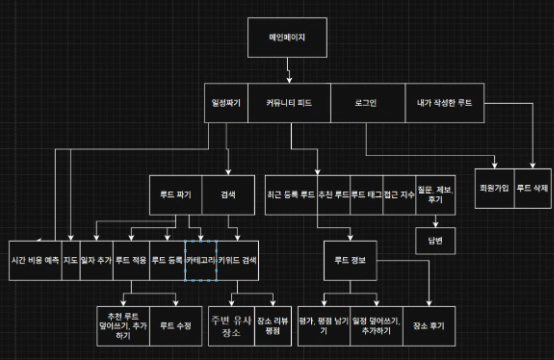 메인페이지
일정짜기
커뮤니티 피드
로그인
내가 작성한 루트
루트 짜기
검색
최근 등록 루트
추천 루트
루트 태그
접근 지수
질문, 제보,
후기
회원가입
루트 삭제
답변
시간 비용 예측
지도
일자 추가
루트 적용
루트 등록
카테고리
키워드 검색
루트 정보
추천 루트
덮어쓰기, 추가
하기
루트 수정
주변 유사
장소
장소 리뷰
평점
평가, 평점 남기
기
일정 덮어쓰기,
추가하기
장소 후기